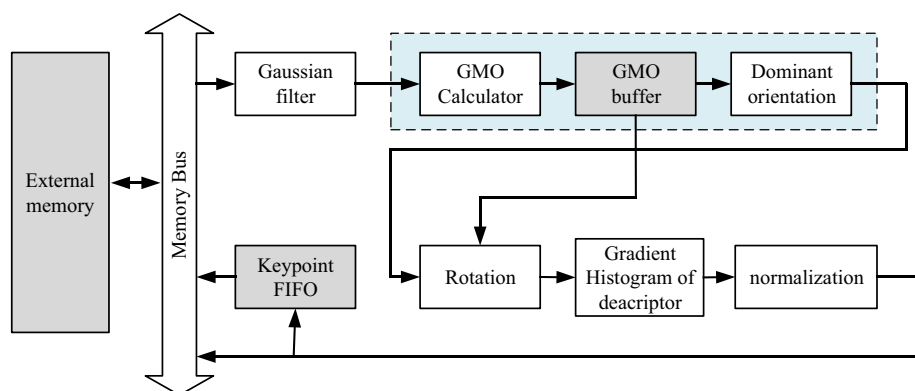 External
memory
Memory Bus
Gaussian
filter
GMO
Calculator
GMO
buffer
Dominant
orientation
Keypoint
FIFO
Rotation
Gradient
Histogram of
deacriptor
normalization